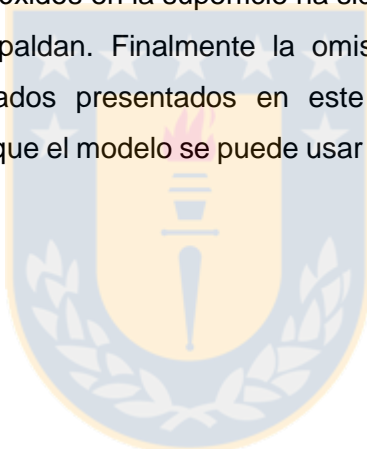 óxidos en la superficie ha si
paldan. Finalmente la omis
ados presentados en este
que el modelo se puede usar